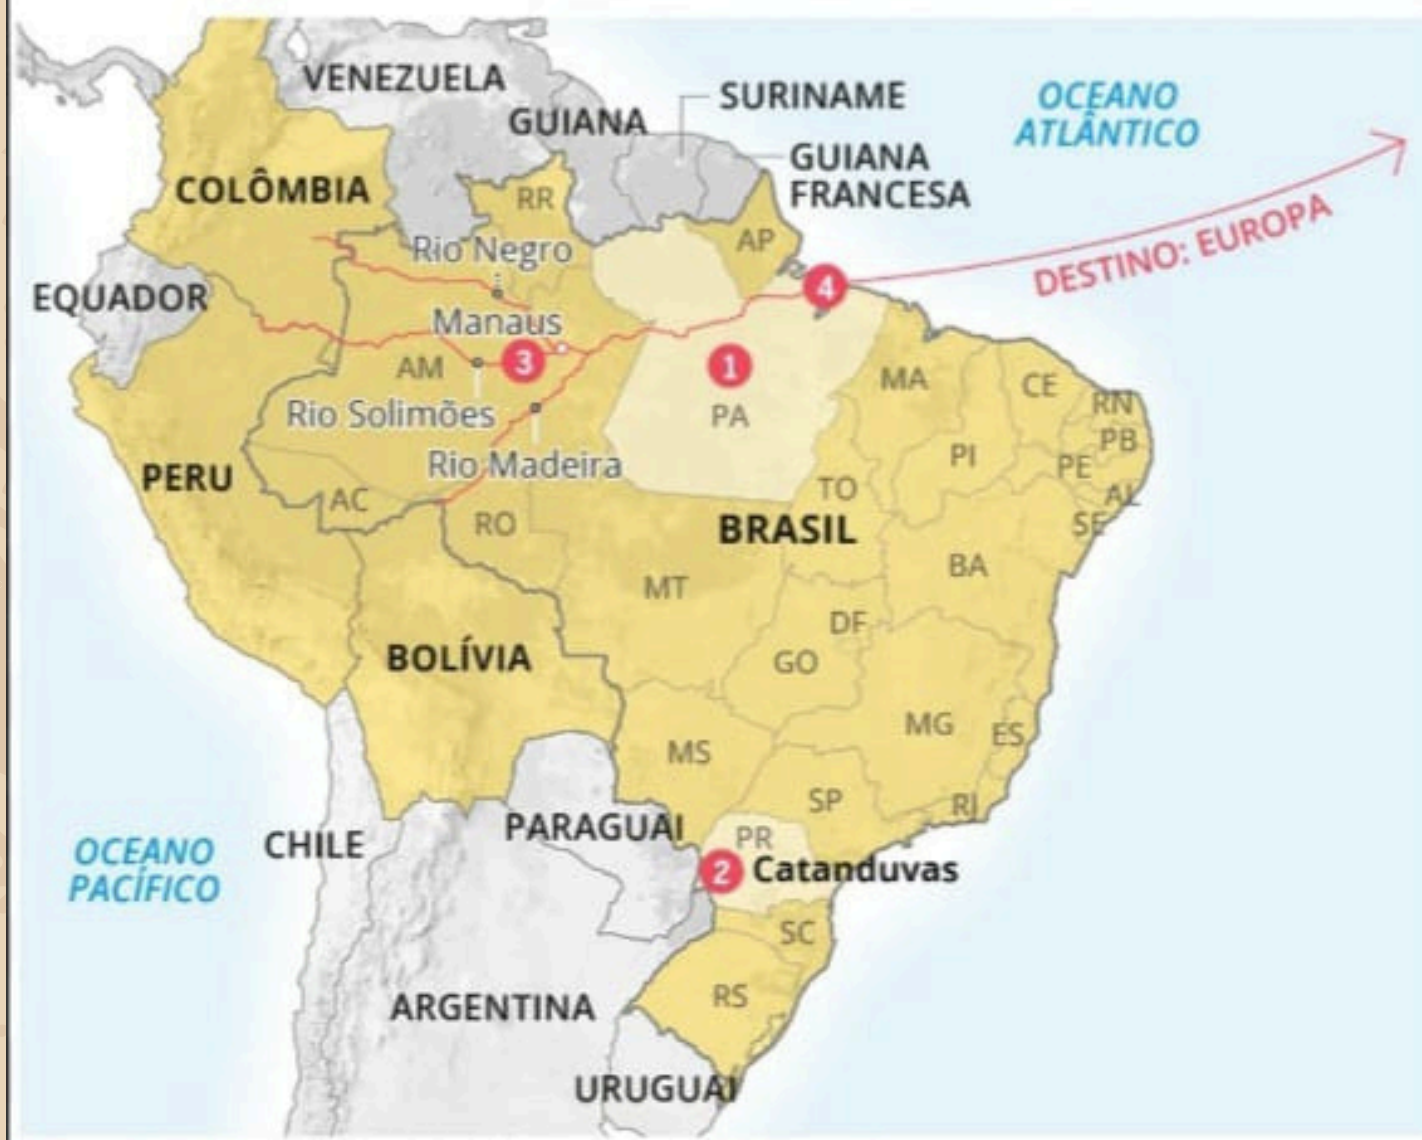 VENEZUELA
SURINAME
OCEANO
ATLÂNTICO
GUIANA
GUIANA
FRANCESA
COLÔMBIA
RR
AP
Rio Negro
DESTINO: EUROPA
EQUADOR
4
Manaus
3
AM
1
MA
CE
RN
Rio Solimões
PA
PB
PI
PE
PERU
Rio Madeira
TO
AL
AC
RO
BRASIL
SE
BA
MT
DF
BOLÍVIA
GO
MG
ES
MS
SP
RJ
PARAGUAI
CHILE
PR
OCEANO
PACÍFICO
2 Catanduvas
SC
RS
ARGENTINA
URUGUAI